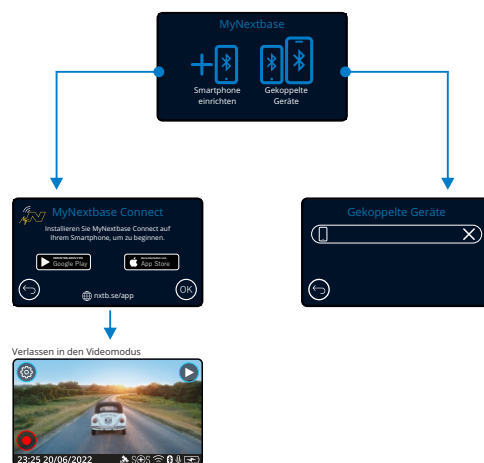 MyNextbase
Smartphone
einrichten
Gekoppelte
Geräte
MyNextbase Connect
Installieren Sie MyNextbase Connect auf
Ihrem Smartphone, um zu beginnen.
Google Play
App Store
nxtb.se/app
OK
Gekoppelte Geräte
Verlassen in den Videomodus
23:25 20/06/2022
SOS